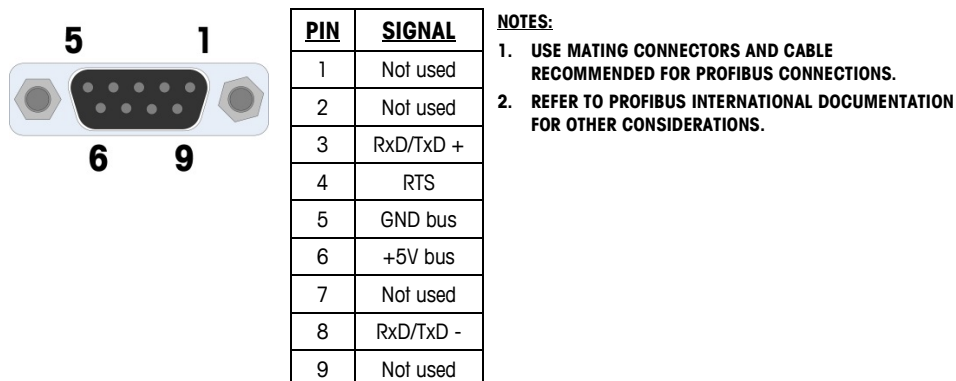 5 1
6 9
PIN SIGNAL
1 Not used
2 Not used
3 RxD/TxD +
4 RTS
5 GND bus
6 +5V bus
7 Not used
8 RxD/TxD -
9 Not used
NOTES:
1. USE MATING CONNECTORS AND CABLE
RECOMMENDED FOR PROFIBUS CONNECTIONS.
2. REFER TO PROFIBUS INTERNATIONAL DOCUMENTATION
FOR OTHER CONSIDERATIONS.